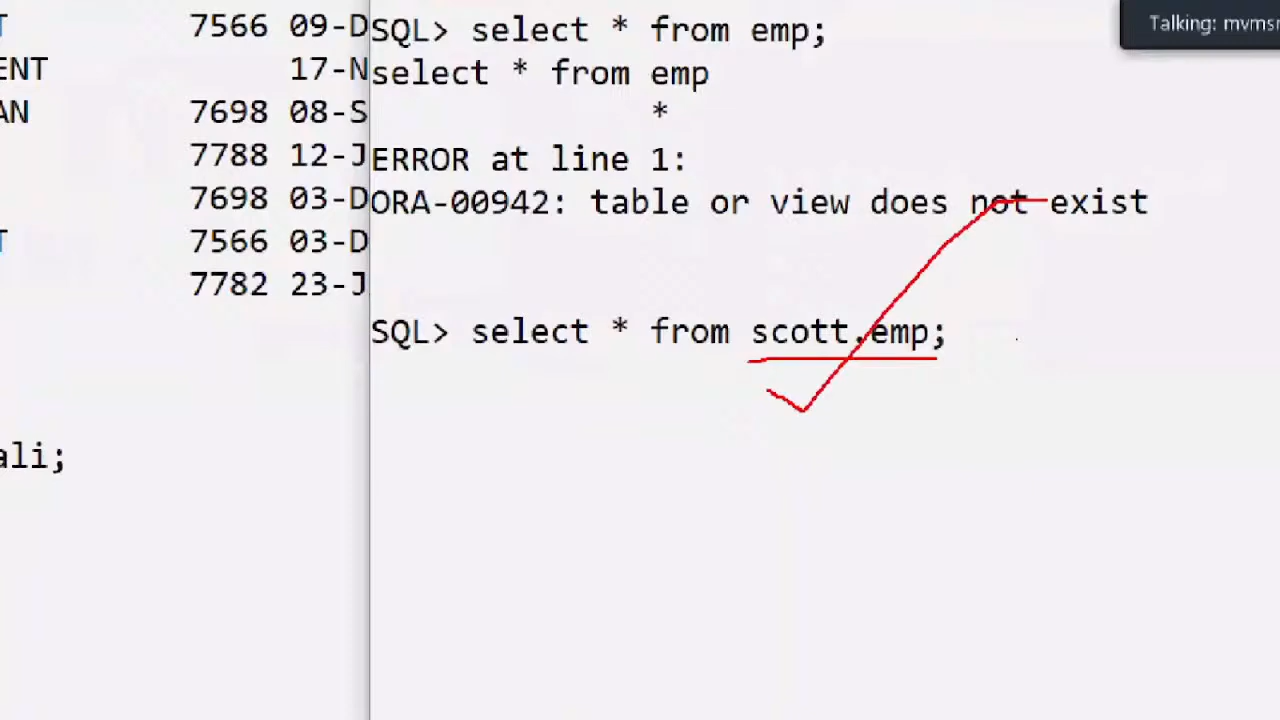 T 7566 09-D
ENT 17-N
AN 7698 08-S
7788 12-J
7698 03-D
T 7566 03-D
7782 23-J
ali;
SQL> select * from emp;
select * from emp
*
ERROR at line 1:
ORA-00942: table or view does not exist
SQL> select * from scott.emp;
Talking: mvms